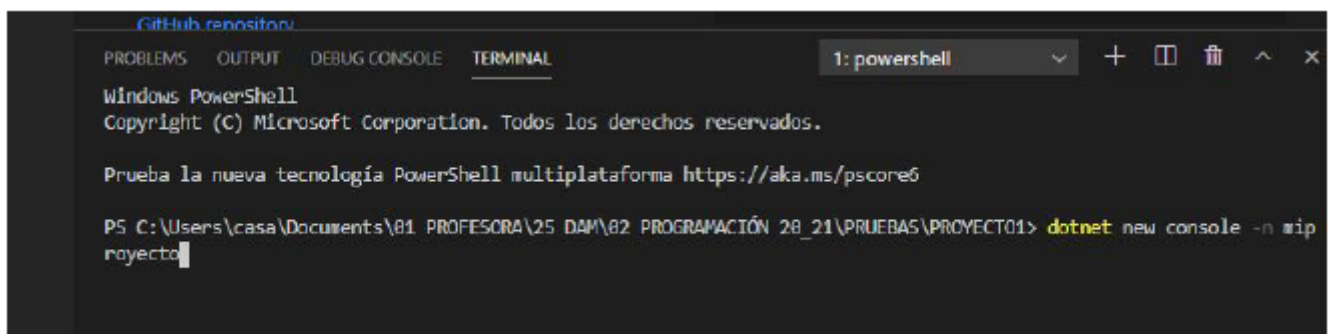 GitHub repository
PROBLEMS OUTPUT DEBUG CONSOLE TERMINAL 1: powershell
Windows PowerShell
Copyright (C) Microsoft Corporation. Todos los derechos reservados.
Prueba la nueva tecnología PowerShell multiplataforma https://aka.ms/pscore6
PS C:\Users\casa\Documents\01 PROFESORA\25 DAM\02 PROGRAMACIÓN 20_21\PRUEBAS\PROYECTO1> dotnet new console -n mip
royecto